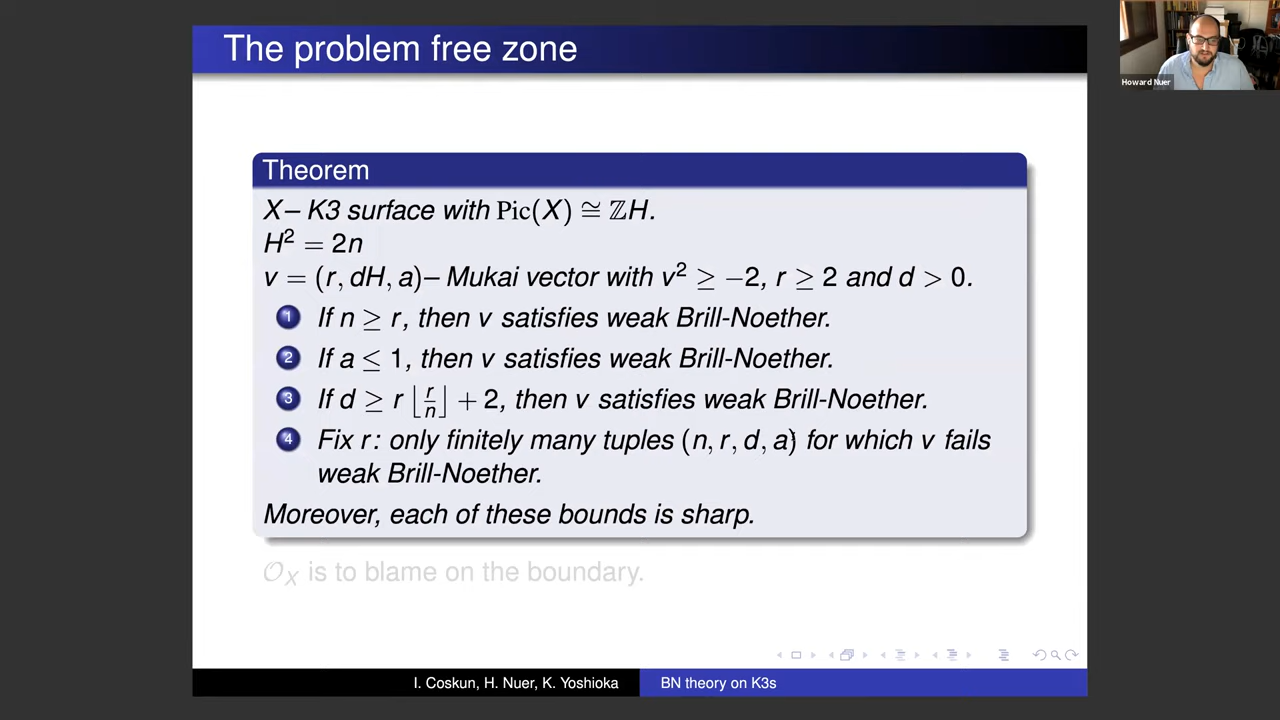 The problem free zone
Howard Nuer
Theorem
X– K3 surface with Pic(X) ≅ ℤH.
H² = 2n
v = (r, dH, a)– Mukai vector with v² ≥ −2, r ≥ 2 and d > 0.
1 If n ≥ r, then v satisfies weak Brill-Noether.
2 If a ≤ 1, then v satisfies weak Brill-Noether.
3 If d ≥ r ⌊r/n⌋ + 2, then v satisfies weak Brill-Noether.
4 Fix r: only finitely many tuples (n, r, d, a) for which v fails
weak Brill-Noether.
Moreover, each of these bounds is sharp.
𝒪_X is to blame on the boundary.
I. Coskun, H. Nuer, K. Yoshioka
BN theory on K3s